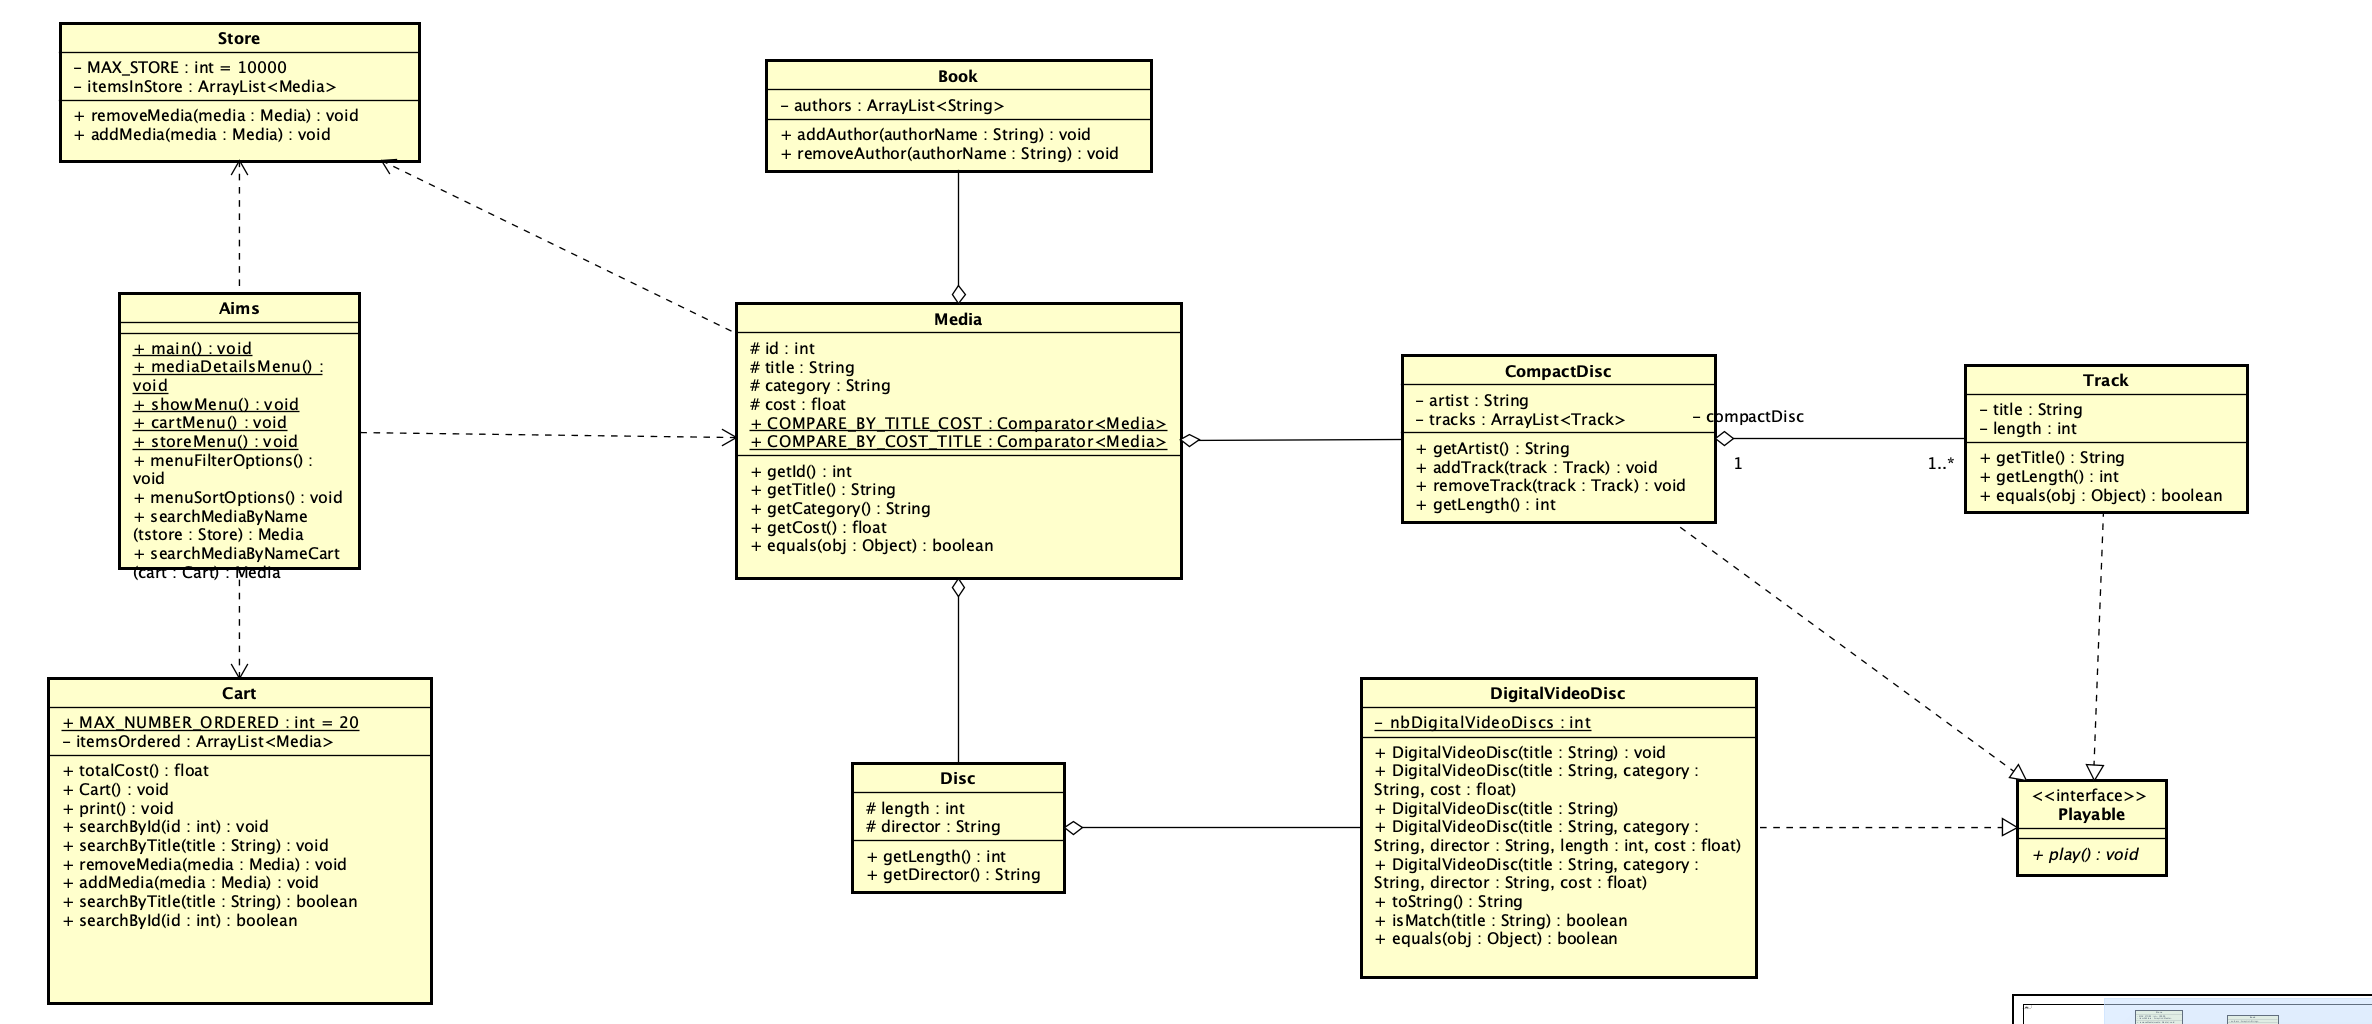 Store
– MAX_STORE : int = 10000
– itemsInStore : ArrayList<Media>
+ removeMedia(media : Media) : void
+ addMedia(media : Media) : void
Book
– authors : ArrayList<String>
+ addAuthor(authorName : String) : void
+ removeAuthor(authorName : String) : void
Aims
+ main() : void
+ mediaDetailsMenu() :
void
+ showMenu() : void
+ cartMenu() : void
+ storeMenu() : void
+ menuFilterOptions() :
void
+ menuSortOptions() : void
+ searchMediaByName
(tstore : Store) : Media
+ searchMediaByNameCart
(cart : Cart) : Media
Media
# id : int
# title : String
# category : String
# cost : float
+ COMPARE_BY_TITLE_COST : Comparator<Media>
+ COMPARE_BY_COST_TITLE : Comparator<Media>
+ getId() : int
+ getTitle() : String
+ getCategory() : String
+ getCost() : float
+ equals(obj : Object) : boolean
CompactDisc
– artist : String
– tracks : ArrayList<Track>
+ getArtist() : String
+ addTrack(track : Track) : void
+ removeTrack(track : Track) : void
+ getLength() : int
– compactDisc
1
1..*
Track
– title : String
– length : int
+ getTitle() : String
+ getLength() : int
+ equals(obj : Object) : boolean
Cart
+ MAX_NUMBER_ORDERED : int = 20
– itemsOrdered : ArrayList<Media>
+ totalCost() : float
+ Cart() : void
+ print() : void
+ searchById(id : int) : void
+ searchByTitle(title : String) : void
+ removeMedia(media : Media) : void
+ addMedia(media : Media) : void
+ searchByTitle(title : String) : boolean
+ searchById(id : int) : boolean
Disc
# length : int
# director : String
+ getLength() : int
+ getDirector() : String
DigitalVideoDisc
– nbDigitalVideoDiscs : int
+ DigitalVideoDisc(title : String) : void
+ DigitalVideoDisc(title : String, category :
String, cost : float)
+ DigitalVideoDisc(title : String)
+ DigitalVideoDisc(title : String, category :
String, director : String, length : int, cost : float)
+ DigitalVideoDisc(title : String, category :
String, director : String, cost : float)
+ toString() : String
+ isMatch(title : String) : boolean
+ equals(obj : Object) : boolean
<<interface>>
Playable
+ play() : void